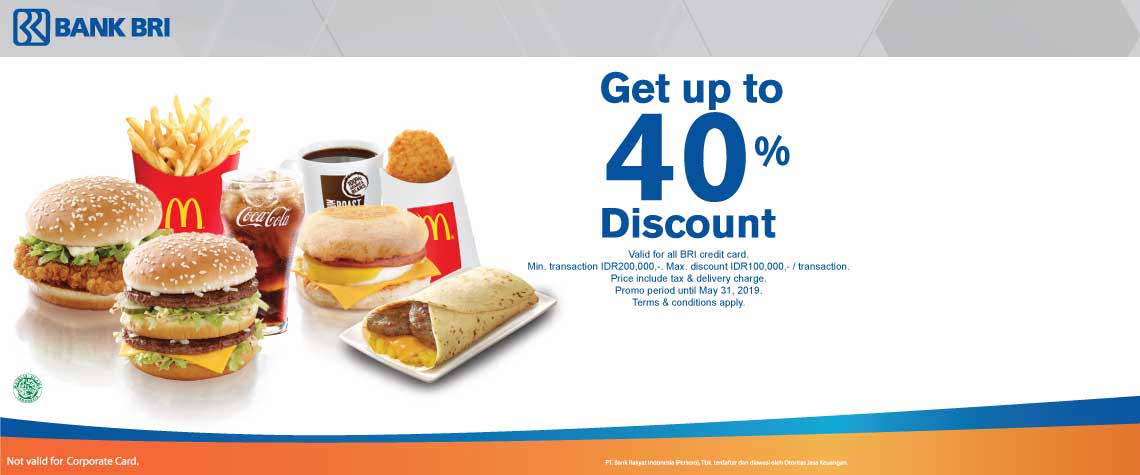 BANK BRI
Get up to
40%
Discount
Valid for all BRI credit card.
Min. transaction IDR200,000,-. Max. discount IDR100,000,- / transaction.
Price include tax & delivery charge.
Promo period until May 31, 2019.
Terms & conditions apply.
Coca-Cola
100%
ROAST
Not valid for Corporate Card.
PT. Bank Rakyat Indonesia (Persero), Tbk. terdaftar dan diawasi oleh Otoritas Jasa Keuangan.